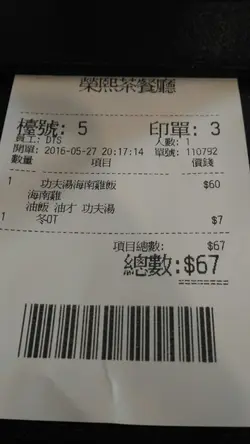 榮熙茶餐廳
檯號: 5 印單: 3
員工: DTS 人數: 1
開單: 2016-05-27 20:17:14 單號: 110792
數量 項目 價錢
1 功夫湯海南雞飯 $60
海南雞
油飯 油才 功夫湯
1 冬OT $7
項目總數: $67
總數:$67